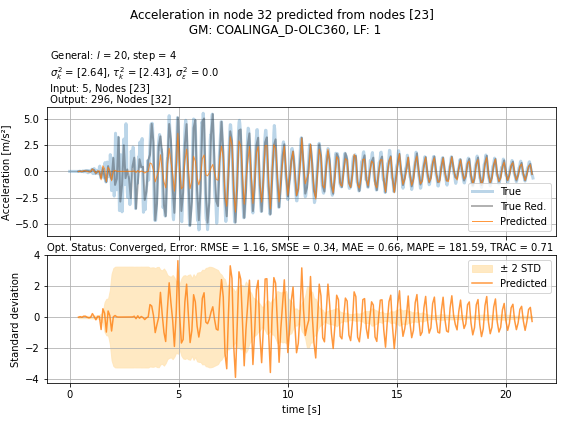 Acceleration in node 32 predicted from nodes [23]
GM: COALINGA_D-OLC360, LF: 1
General: l = 20, step = 4
σ²ₖ = [2.64], τ²ₖ = [2.43], σ²ε = 0.0
Input: 5, Nodes [23]
Output: 296, Nodes [32]
Acceleration [m/s²]
5.0
2.5
0.0
−2.5
−5.0
True
True Red.
Predicted
Opt. Status: Converged, Error: RMSE = 1.16, SMSE = 0.34, MAE = 0.66, MAPE = 181.59, TRAC = 0.71
Standard deviation
4
2
0
−2
−4
± 2 STD
Predicted
0 5 10 15 20
time [s]